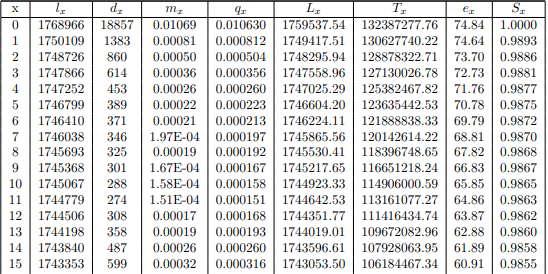 x l_x d_x m_x q_x L_x T_x e_x S_x
0 1768966 18857 0.01069 0.010630 1759537.54 132387277.76 74.84 1.0000
1 1750109 1383 0.00081 0.000812 1749417.51 130627740.22 74.64 0.9893
2 1748726 860 0.00050 0.000504 1748295.94 128878322.71 73.70 0.9886
3 1747866 614 0.00036 0.000356 1747558.96 127130026.78 72.73 0.9881
4 1747252 453 0.00026 0.000260 1747025.29 125382467.82 71.76 0.9877
5 1746799 389 0.00022 0.000223 1746604.20 123635442.53 70.78 0.9875
6 1746410 371 0.00021 0.000213 1746224.11 121888838.33 69.79 0.9872
7 1746038 346 1.97E-04 0.000197 1745865.56 120142614.22 68.81 0.9870
8 1745693 325 0.00019 0.000192 1745530.41 118396748.65 67.82 0.9868
9 1745368 301 1.67E-04 0.000167 1745217.65 116651218.24 66.83 0.9867
10 1745067 288 1.58E-04 0.000158 1744923.33 114906000.59 65.85 0.9865
11 1744779 274 1.51E-04 0.000151 1744642.53 113161077.27 64.86 0.9863
12 1744506 308 0.00017 0.000168 1744351.77 111416434.74 63.87 0.9862
13 1744198 358 0.00019 0.000193 1744019.01 109672082.96 62.88 0.9860
14 1743840 487 0.00026 0.000260 1743596.61 107928063.95 61.89 0.9858
15 1743353 599 0.00032 0.000316 1743053.50 106184467.34 60.91 0.9855